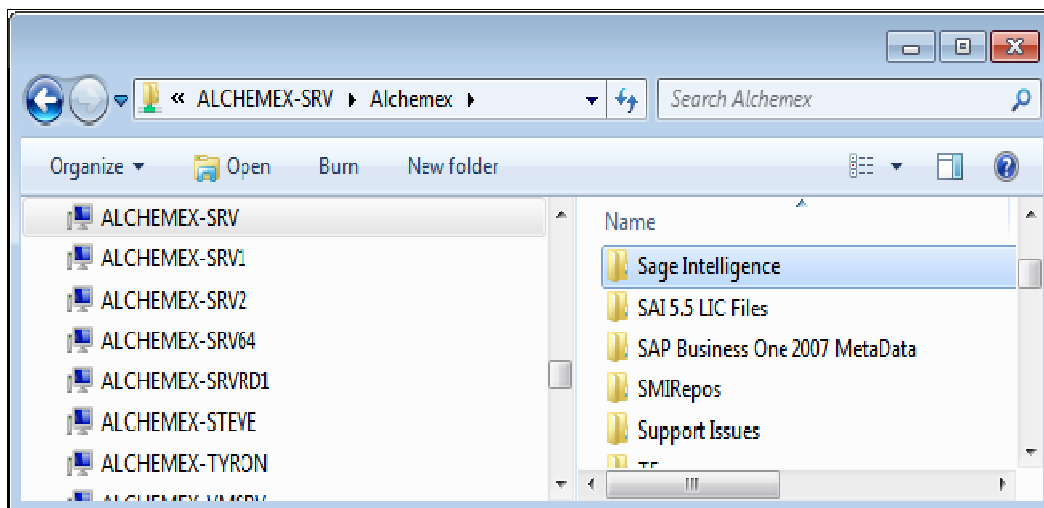 « ALCHEMEX-SRV ▸ Alchemex ▸ Search Alchemex
Organize ▾ Open Burn New folder
ALCHEMEX-SRV
ALCHEMEX-SRV1
ALCHEMEX-SRV2
ALCHEMEX-SRV64
ALCHEMEX-SRVRD1
ALCHEMEX-STEVE
ALCHEMEX-TYRON
Name
Sage Intelligence
SAI 5.5 LIC Files
SAP Business One 2007 MetaData
SMIRepos
Support Issues